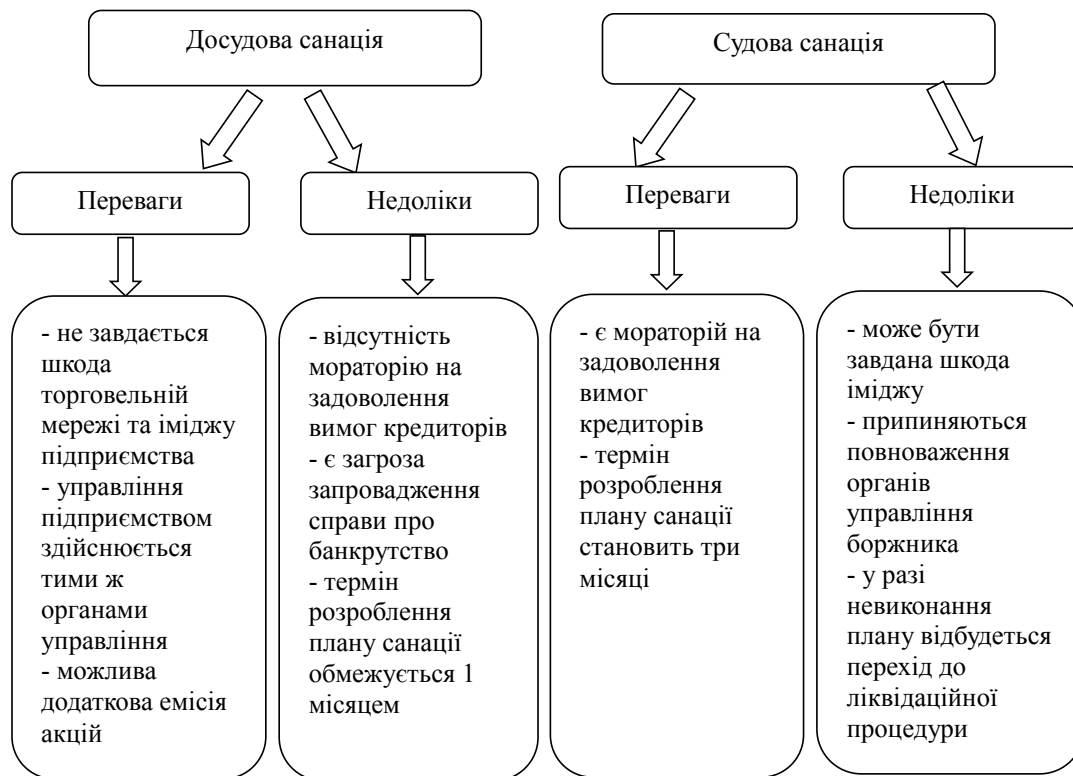 Досудова санація
Судова санація
Переваги
Недоліки
Переваги
Недоліки
- не завдається
шкода
торговельній
мережі та іміджу
підприємства
- управління
підприємством
здійснюється
тими ж
органами
управління
- можлива
додаткова емісія
акцій
- відсутність
мораторію на
задоволення
вимог кредиторів
- є загроза
запровадження
справи про
банкрутство
- термін
розроблення
плану санації
обмежується 1
місяцем
- є мораторій на
задоволення
вимог
кредиторів
- термін
розроблення
плану санації
становить три
місяці
- може бути
завдана шкода
іміджу
- припиняються
повноваження
органів
управління
боржника
- у разі
невиконання
плану відбудеться
перехід до
ліквідаційної
процедури